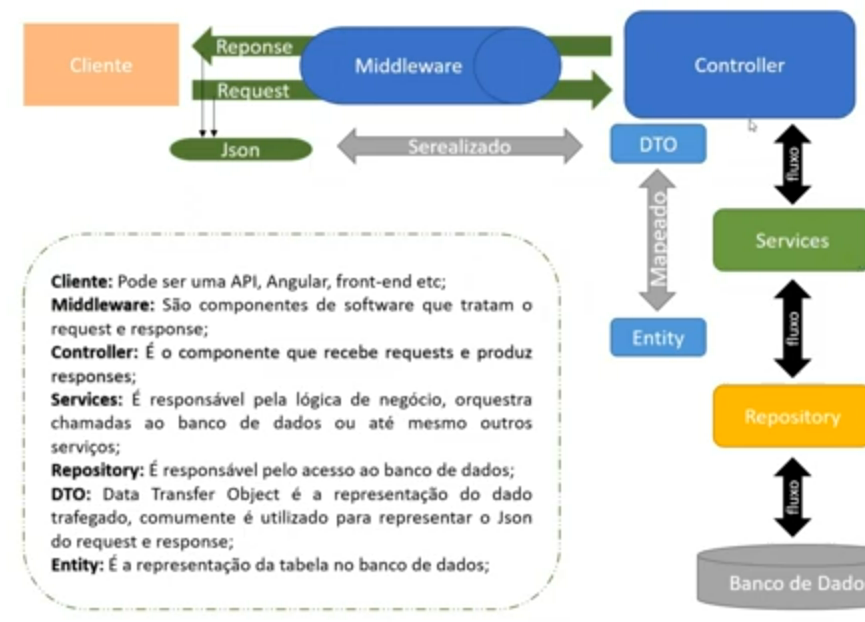 Cliente
Reponse
Request
Middleware
Controller
Json
Serealizado
DTO
fluxo
Mapeado
Services
Entity
fluxo
Repository
fluxo
Banco de Dado
Cliente: Pode ser uma API, Angular, front-end etc;
Middleware: São componentes de software que tratam o
request e response;
Controller: É o componente que recebe requests e produz
responses;
Services: É responsável pela lógica de negócio, orquestra
chamadas ao banco de dados ou até mesmo outros
serviços;
Repository: É responsável pelo acesso ao banco de dados;
DTO: Data Transfer Object é a representação do dado
trafegado, comumente é utilizado para representar o Json
do request e response;
Entity: É a representação da tabela no banco de dados;